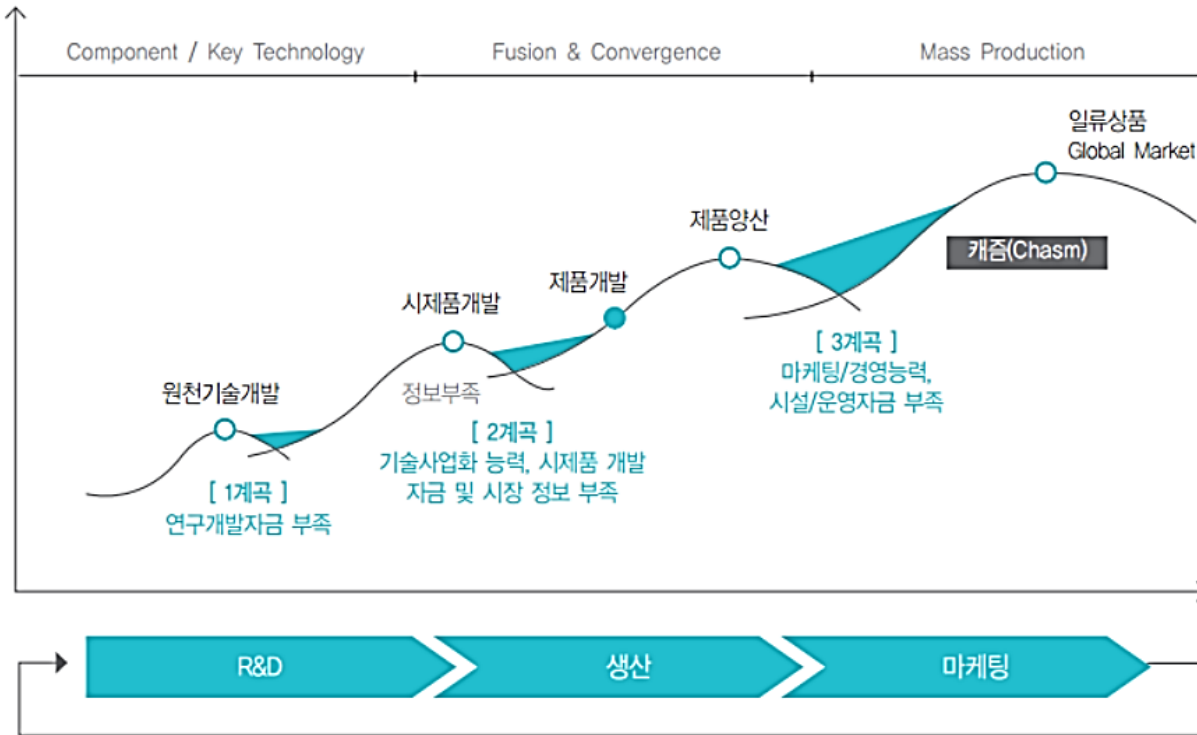 Component / Key Technology
Fusion & Convergence
Mass Production
일류상품
Global Market
제품양산
캐즘(Chasm)
제품개발
시제품개발
[ 3계곡 ]
마케팅/경영능력,
시설/운영자금 부족
원천기술개발
정보부족
[ 2계곡 ]
기술사업화 능력, 시제품 개발
자금 및 시장 정보 부족
[ 1계곡 ]
연구개발자금 부족
R&D
생산
마케팅